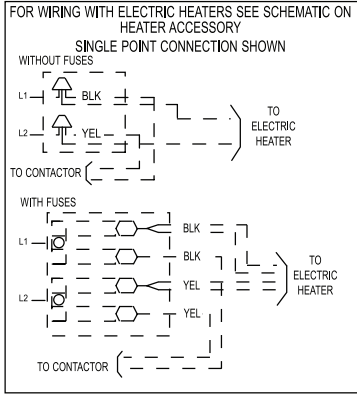 FOR WIRING WITH ELECTRIC HEATERS SEE SCHEMATIC ON
HEATER ACCESSORY
SINGLE POINT CONNECTION SHOWN
WITHOUT FUSES
L1
BLK
TO
ELECTRIC
HEATER
L2
YEL
TO CONTACTOR
WITH FUSES
BLK
L1
BLK
TO
ELECTRIC
HEATER
YEL
L2
YEL
TO CONTACTOR